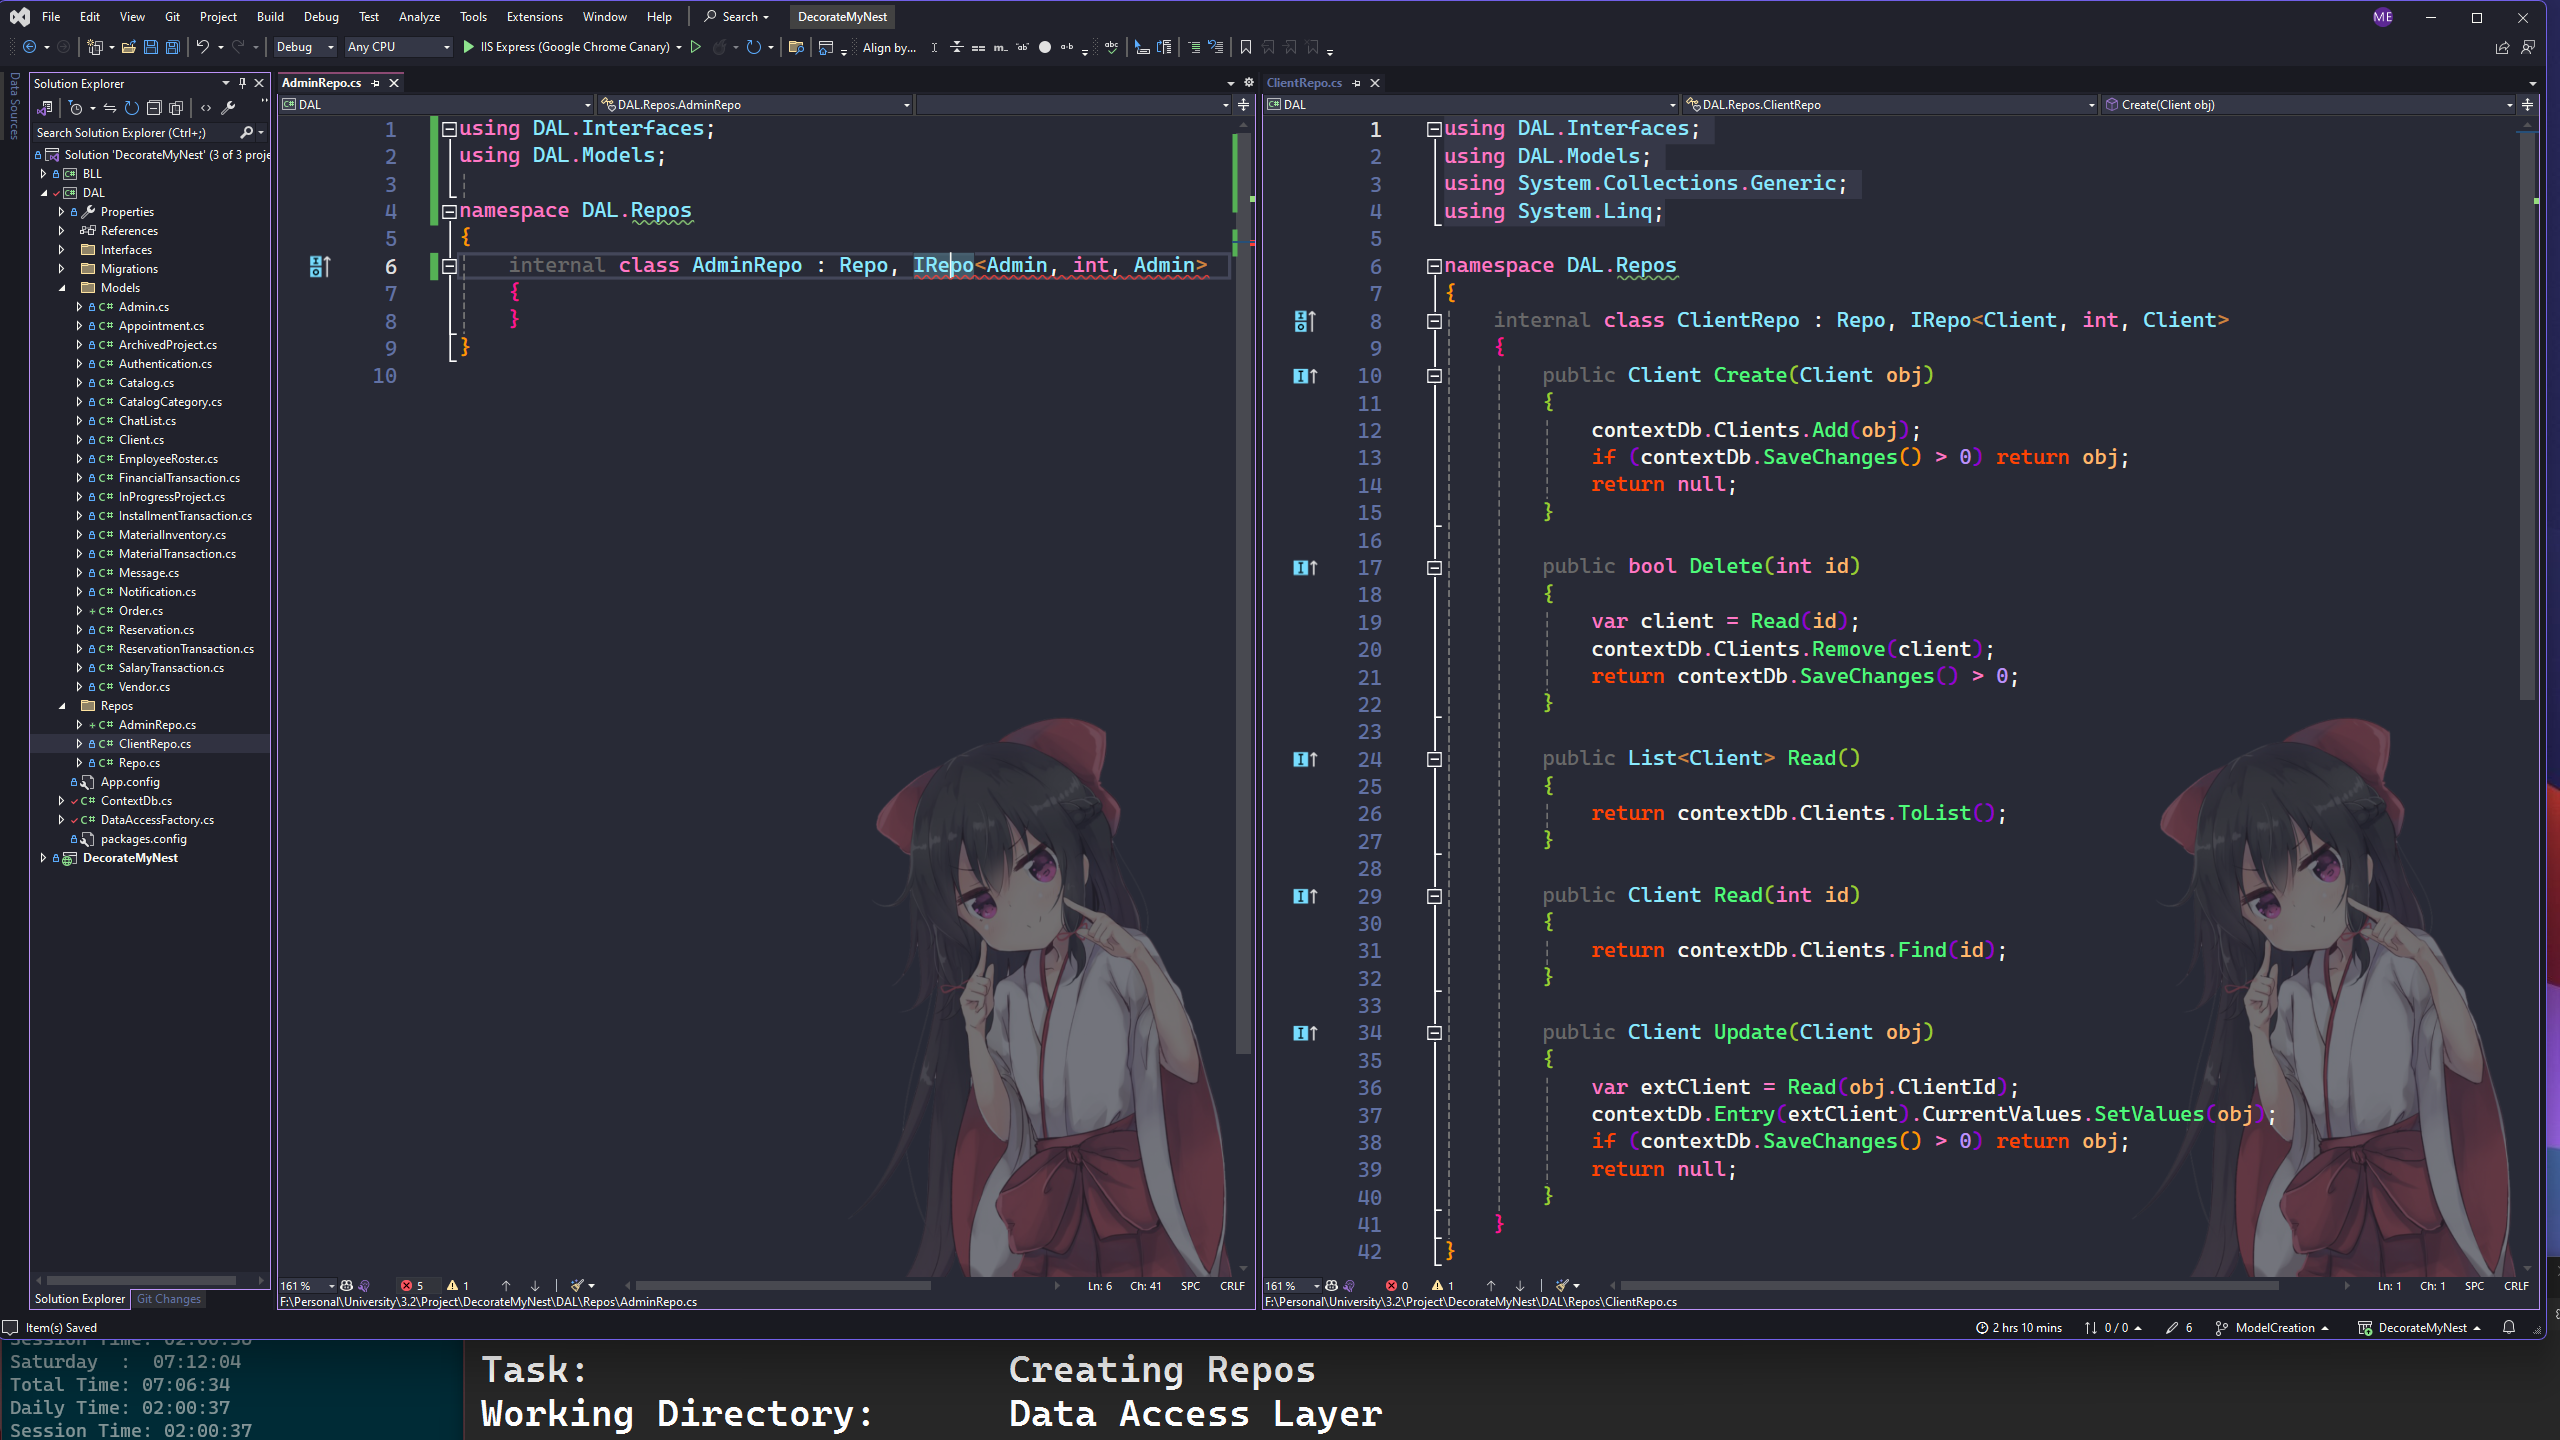 File Edit View Git Project Build Debug Test Analyze Tools Extensions Window Help Search DecorateMyNest ME
Debug Any CPU IIS Express (Google Chrome Canary) Align by...
Data Sources
Solution Explorer
Search Solution Explorer (Ctrl+;)
Solution 'DecorateMyNest' (3 of 3 proje
BLL
DAL
Properties
References
Interfaces
Migrations
Models
C# Admin.cs
C# Appointment.cs
C# ArchivedProject.cs
C# Authentication.cs
C# Catalog.cs
C# CatalogCategory.cs
C# ChatList.cs
C# Client.cs
C# EmployeeRoster.cs
C# FinancialTransaction.cs
C# InProgressProject.cs
C# InstallmentTransaction.cs
C# MaterialInventory.cs
C# MaterialTransaction.cs
C# Message.cs
C# Notification.cs
+ C# Order.cs
C# Reservation.cs
C# ReservationTransaction.cs
C# SalaryTransaction.cs
C# Vendor.cs
Repos
+ C# AdminRepo.cs
C# ClientRepo.cs
C# Repo.cs
App.config
C# ContextDb.cs
C# DataAccessFactory.cs
packages.config
DecorateMyNest
Solution Explorer Git Changes
AdminRepo.cs
DAL DAL.Repos.AdminRepo
1 using DAL.Interfaces;
2 using DAL.Models;
3
4 namespace DAL.Repos
5 {
6 internal class AdminRepo : Repo, IRepo<Admin, int, Admin>
7 {
8 }
9 }
10
161 % 5 1 Ln: 6 Ch: 41 SPC CRLF
F:\Personal\University\3.2\Project\DecorateMyNest\DAL\Repos\AdminRepo.cs
ClientRepo.cs
DAL DAL.Repos.ClientRepo Create(Client obj)
1 using DAL.Interfaces;
2 using DAL.Models;
3 using System.Collections.Generic;
4 using System.Linq;
5
6 namespace DAL.Repos
7 {
8 internal class ClientRepo : Repo, IRepo<Client, int, Client>
9 {
10 public Client Create(Client obj)
11 {
12 contextDb.Clients.Add(obj);
13 if (contextDb.SaveChanges() > 0) return obj;
14 return null;
15 }
16
17 public bool Delete(int id)
18 {
19 var client = Read(id);
20 contextDb.Clients.Remove(client);
21 return contextDb.SaveChanges() > 0;
22 }
23
24 public List<Client> Read()
25 {
26 return contextDb.Clients.ToList();
27 }
28
29 public Client Read(int id)
30 {
31 return contextDb.Clients.Find(id);
32 }
33
34 public Client Update(Client obj)
35 {
36 var extClient = Read(obj.ClientId);
37 contextDb.Entry(extClient).CurrentValues.SetValues(obj);
38 if (contextDb.SaveChanges() > 0) return obj;
39 return null;
40 }
41 }
42 }
161 % 0 1 Ln: 1 Ch: 1 SPC CRLF
F:\Personal\University\3.2\Project\DecorateMyNest\DAL\Repos\ClientRepo.cs
Item(s) Saved 2 hrs 10 mins 0 / 0 6 ModelCreation DecorateMyNest
Session Time: 02:00:36
Saturday : 07:12:04
Total Time: 07:06:34
Daily Time: 02:00:37
Session Time: 02:00:37
Task: Creating Repos
Working Directory: Data Access Layer